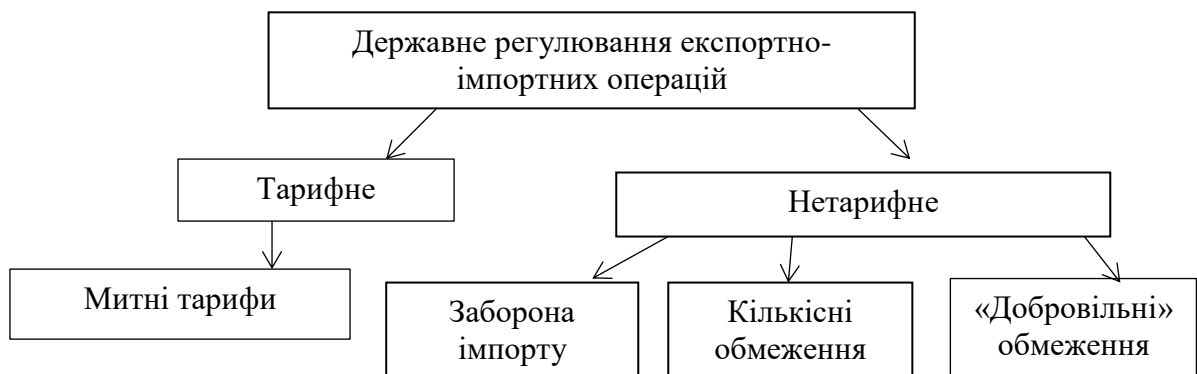 Державне регулювання експортно-
імпортних операцій
Тарифне
Нетарифне
Митні тарифи
Заборона
імпорту
Кількісні
обмеження
«Добровільні»
обмеження